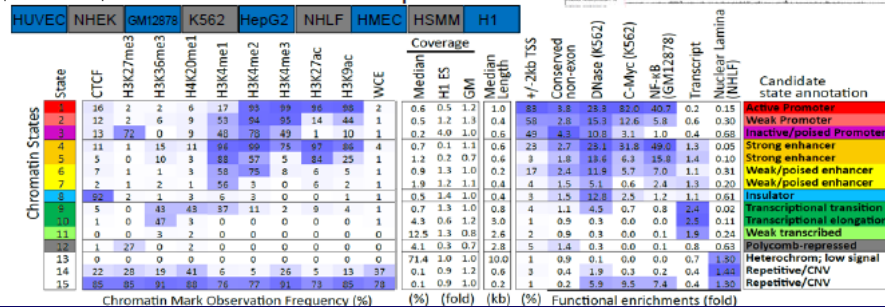 HUVEC NHEK GM12878 K562 HepG2 NHLF HMEC HSMM H1
Coverage
State CTCF H3K27me3 H3K36me3 H4K20me1 H3K4me1 H3K4me2 H3K4me3 H3K27ac H3K9ac WCE Median H1 ES GM Median Length +/-2kb TSS Conserved non-exon DNase (K562) C-Myc (K562) NF-κB (GM12878) Transcript Nuclear Lamina (NHLF) Candidate state annotation
Chromatin States
1 16 2 2 6 17 93 99 96 98 2 0.6 0.5 1.2 1.0 83 3.8 23.3 82.0 40.7 0.2 0.15 Active Promoter
2 12 2 6 9 53 94 95 14 44 1 0.5 1.2 1.3 0.4 58 2.8 15.3 12.6 5.8 0.6 0.30 Weak Promoter
3 13 72 0 9 48 78 49 1 10 1 0.2 4.0 1.0 0.6 49 4.3 10.8 3.1 1.0 0.4 0.68 Inactive/poised Promoter
4 11 1 15 11 96 99 75 97 86 4 0.7 0.1 1.1 0.6 23 2.7 23.1 31.8 49.0 1.3 0.05 Strong enhancer
5 5 0 10 3 88 57 5 84 25 1 1.2 0.2 0.7 0.6 3 1.8 13.6 6.3 15.8 1.4 0.10 Strong enhancer
6 7 1 1 3 58 75 8 6 5 1 0.9 1.3 1.0 0.2 17 2.4 11.9 5.7 7.0 1.1 0.31 Weak/poised enhancer
7 2 1 2 1 56 3 0 6 2 1 1.9 1.2 1.1 0.4 4 1.5 5.1 0.6 2.4 1.3 0.20 Weak/poised enhancer
8 92 2 1 3 6 3 0 0 1 1 0.5 1.4 1.0 0.4 3 1.5 12.8 2.5 1.2 1.1 0.61 Insulator
9 5 0 43 43 37 11 2 9 4 1 0.7 1.3 1.0 0.8 4 1.1 4.5 0.7 0.8 2.4 0.02 Transcriptional transition
10 1 0 47 3 0 0 0 0 0 1 4.3 0.6 1.2 3.0 1 0.9 0.3 0.0 0.0 2.5 0.11 Transcriptional elongation
11 0 0 3 2 0 0 0 0 0 0 12.5 1.3 0.8 2.6 2 0.9 0.3 0.0 0.1 1.9 0.24 Weak transcribed
12 1 27 0 2 0 0 0 0 0 0 4.1 0.3 0.7 2.8 5 1.4 0.3 0.0 0.1 0.8 0.63 Polycomb-repressed
13 0 0 0 0 0 0 0 0 0 0 71.4 1.0 1.0 10.0 1 0.9 0.1 0.0 0.0 0.7 1.30 Heterochrom; low signal
14 22 28 19 41 6 5 26 5 13 37 0.1 0.9 1.2 0.6 3 0.4 1.9 0.3 0.2 0.4 1.44 Repetitive/CNV
15 85 85 91 88 76 77 91 73 85 78 0.1 0.9 1.1 0.2 1 0.2 5.9 9.5 7.4 0.4 1.30 Repetitive/CNV
Chromatin Mark Observation Frequency (%) (%) (fold) (kb) (%) Functional enrichments (fold)